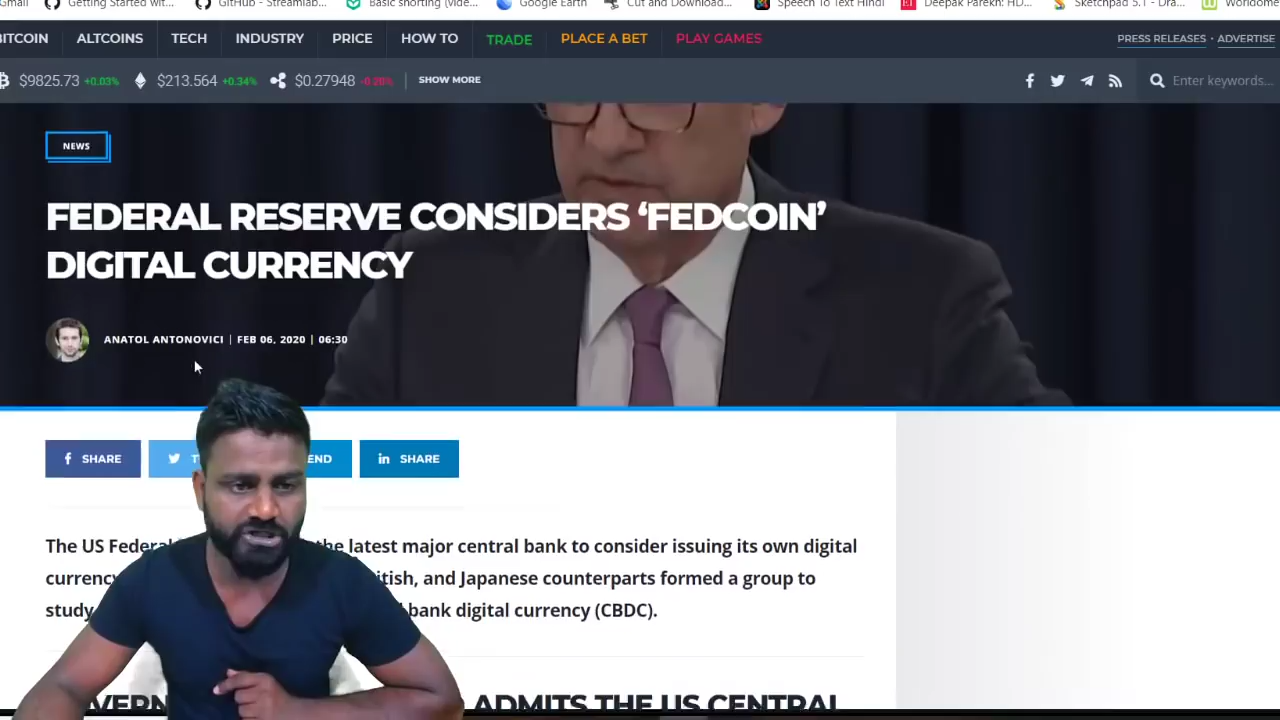 Gmail Getting Started wit... GitHub - Streamlab... Basic shorting (vide... Google Earth Cut and Download... Speech To Text Hindi Deepak Parekh: HD... Sketchpad 5.1 - Dra... Worldome
BITCOIN ALTCOINS TECH INDUSTRY PRICE HOW TO TRADE PLACE A BET PLAY GAMES PRESS RELEASES · ADVERTISE
$9825.73 +0.03% $213.564 +0.34% $0.27948 -0.20% SHOW MORE Enter keywords...
NEWS
FEDERAL RESERVE CONSIDERS ‘FEDCOIN’
DIGITAL CURRENCY
ANATOL ANTONOVICI | FEB 06, 2020 | 06:30
SHARE SHARE
The US Federal the latest major central bank to consider issuing its own digital
currency and Japanese counterparts formed a group to
study bank digital currency (CBDC).
ADMITS THE US CENTRAL